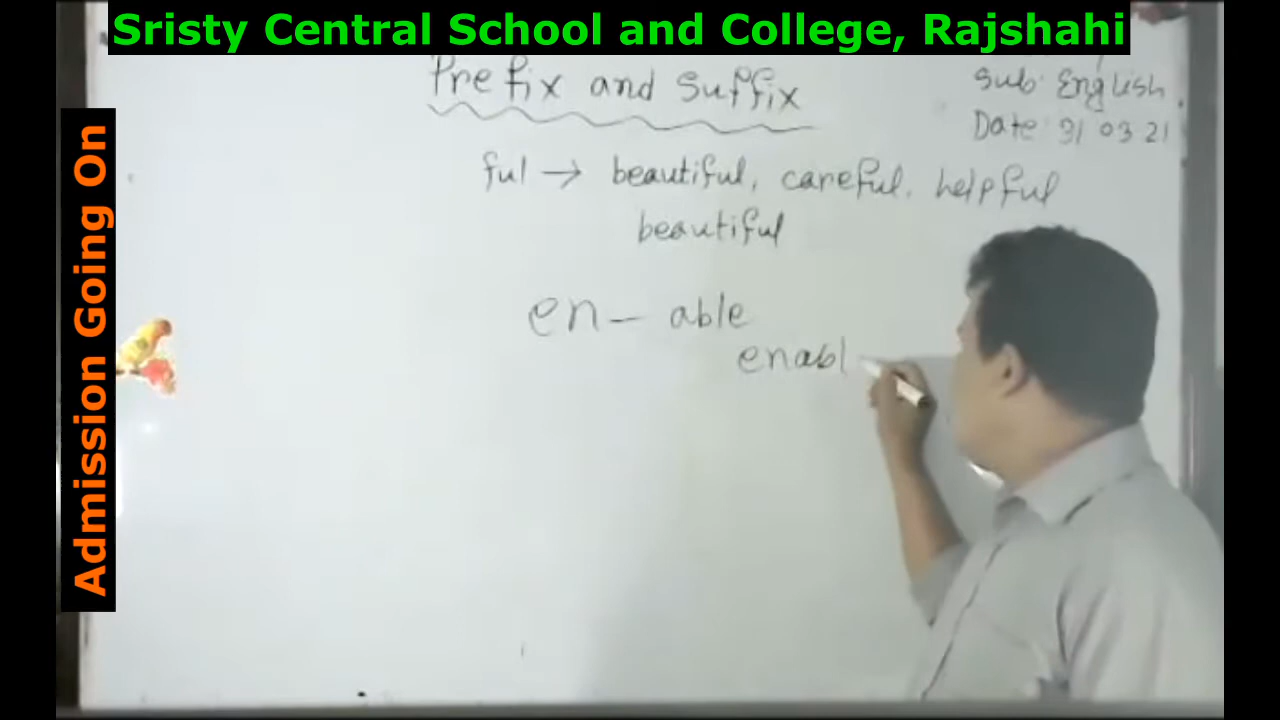 Sristy Central School and College, Rajshahi
Admission Going On
Prefix and Suffix
Sub: English
Date: 31 03 21
ful → beautiful, careful. helpful
beautiful
en – able
enabl